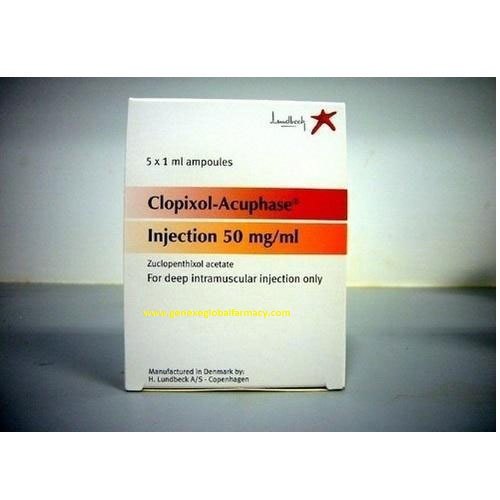 Lundbeck
5 x 1 ml ampoules
Clopixol-Acuphase®
Injection 50 mg/ml
Zuclopenthixol acetate
For deep intramuscular injection only
www.genexeglobalfarmacy.com
Manufactured in Denmark by:
H. Lundbeck A/S - Copenhagen